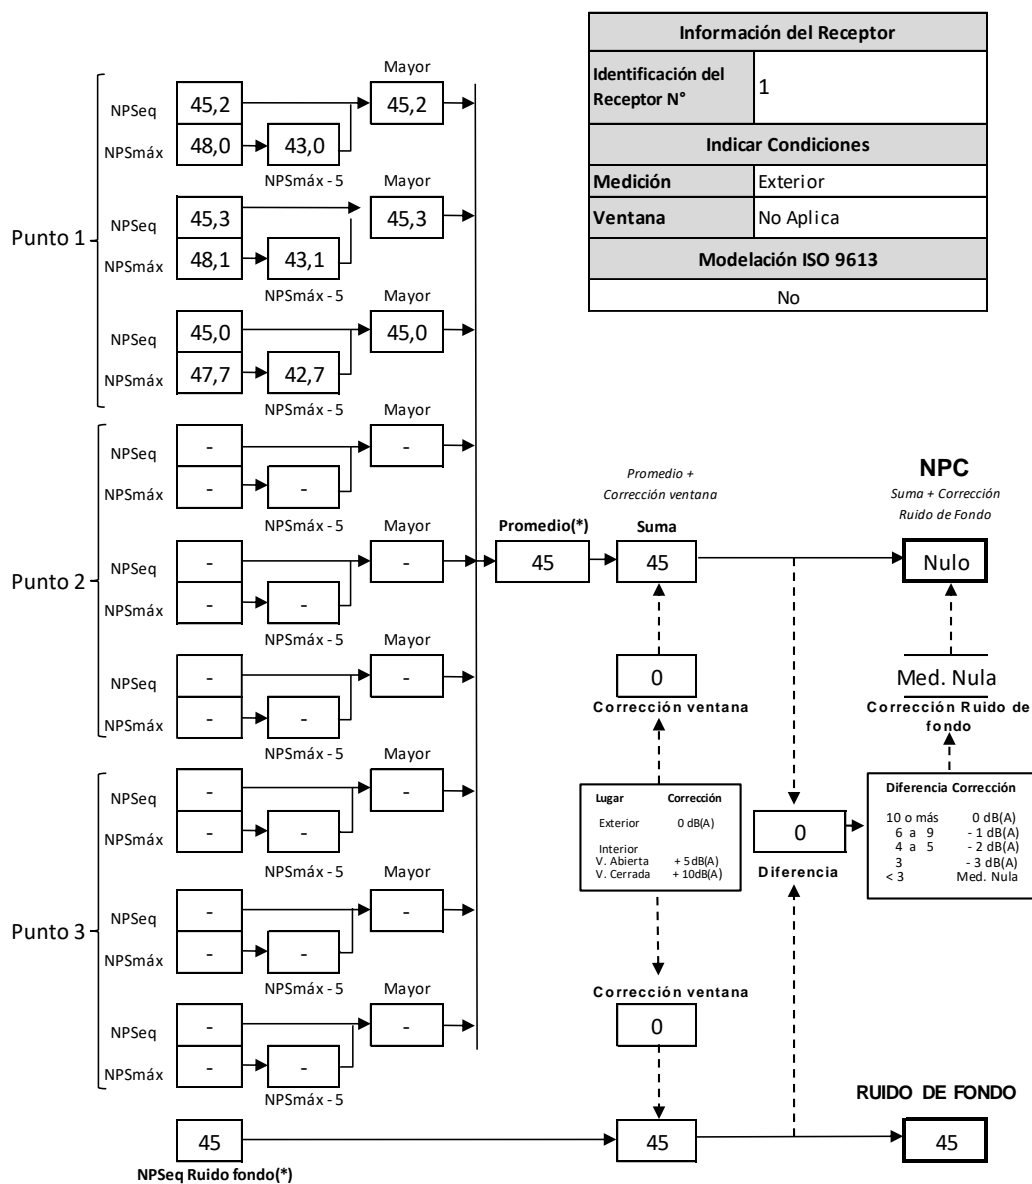 Información del Receptor
Identificación del
Receptor N°
1
Indicar Condiciones
Medición
Exterior
Ventana
No Aplica
Modelación ISO 9613
No
Punto 1
Mayor
NPSeq
45,2
45,2
NPSmáx
48,0
43,0
NPSmáx - 5
Mayor
NPSeq
45,3
45,3
NPSmáx
48,1
43,1
NPSmáx - 5
Mayor
NPSeq
45,0
45,0
NPSmáx
47,7
42,7
NPSmáx - 5
Punto 2
Mayor
NPSeq
-
-
NPSmáx
-
-
NPSmáx - 5
Mayor
NPSeq
-
-
NPSmáx
-
-
NPSmáx - 5
Mayor
NPSeq
-
-
NPSmáx
-
-
NPSmáx - 5
Punto 3
Mayor
NPSeq
-
-
NPSmáx
-
-
NPSmáx - 5
Mayor
NPSeq
-
-
NPSmáx
-
-
NPSmáx - 5
Mayor
NPSeq
-
-
NPSmáx
-
-
NPSmáx - 5
Promedio(*)
45
Promedio +
Corrección ventana
Suma
45
0
Corrección ventana
NPC
Suma + Corrección
Ruido de Fondo
Nulo
Med. Nula
Corrección Ruido de
fondo
Lugar Corrección
Exterior 0 dB(A)
Interior
V. Abierta + 5dB(A)
V. Cerrada + 10dB(A)
0
Diferencia
Diferencia Corrección
10 o más 0 dB(A)
6 a 9 - 1 dB(A)
4 a 5 - 2 dB(A)
3 - 3 dB(A)
< 3 Med. Nula
Corrección ventana
0
45
NPSeq Ruido fondo(*)
45
RUIDO DE FONDO
45